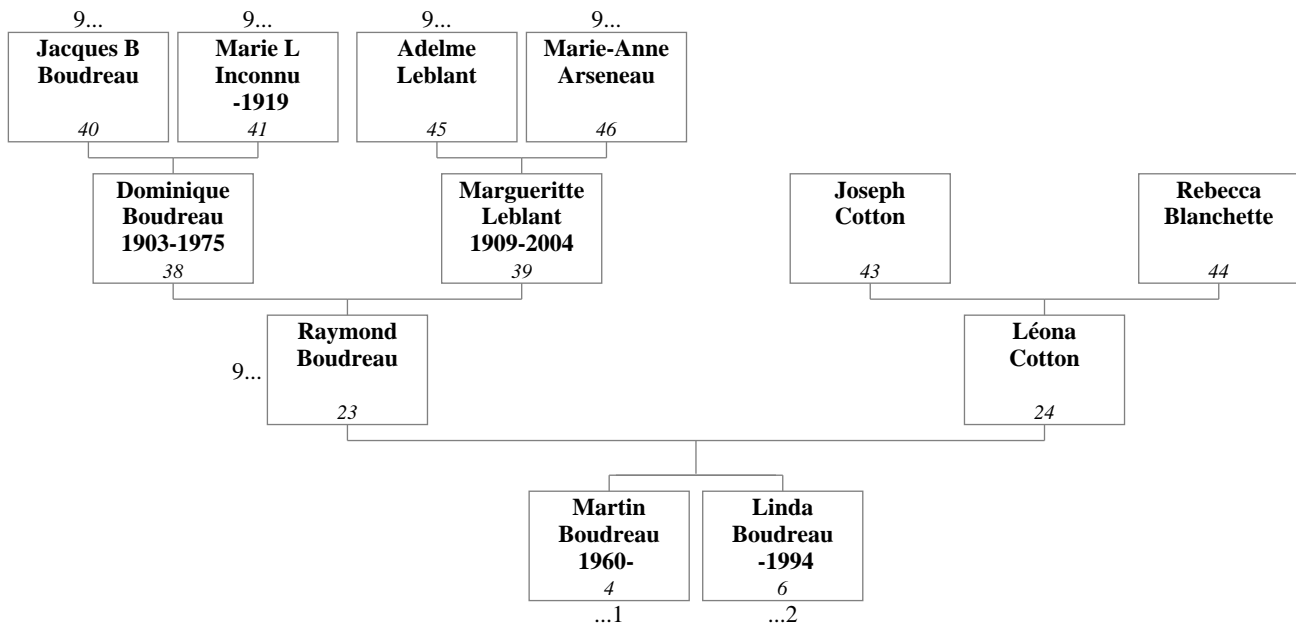 9...
9...
9...
9...
Jacques B
Boudreau
40
Marie L
Inconnu
-1919
41
Adelme
Leblant
45
Marie-Anne
Arseneau
46
Dominique
Boudreau
1903-1975
38
Margueritte
Leblant
1909-2004
39
Joseph
Cotton
43
Rebecca
Blanchette
44
9...
Raymond
Boudreau
23
Léona
Cotton
24
Martin
Boudreau
1960-
4
...1
Linda
Boudreau
-1994
6
...2